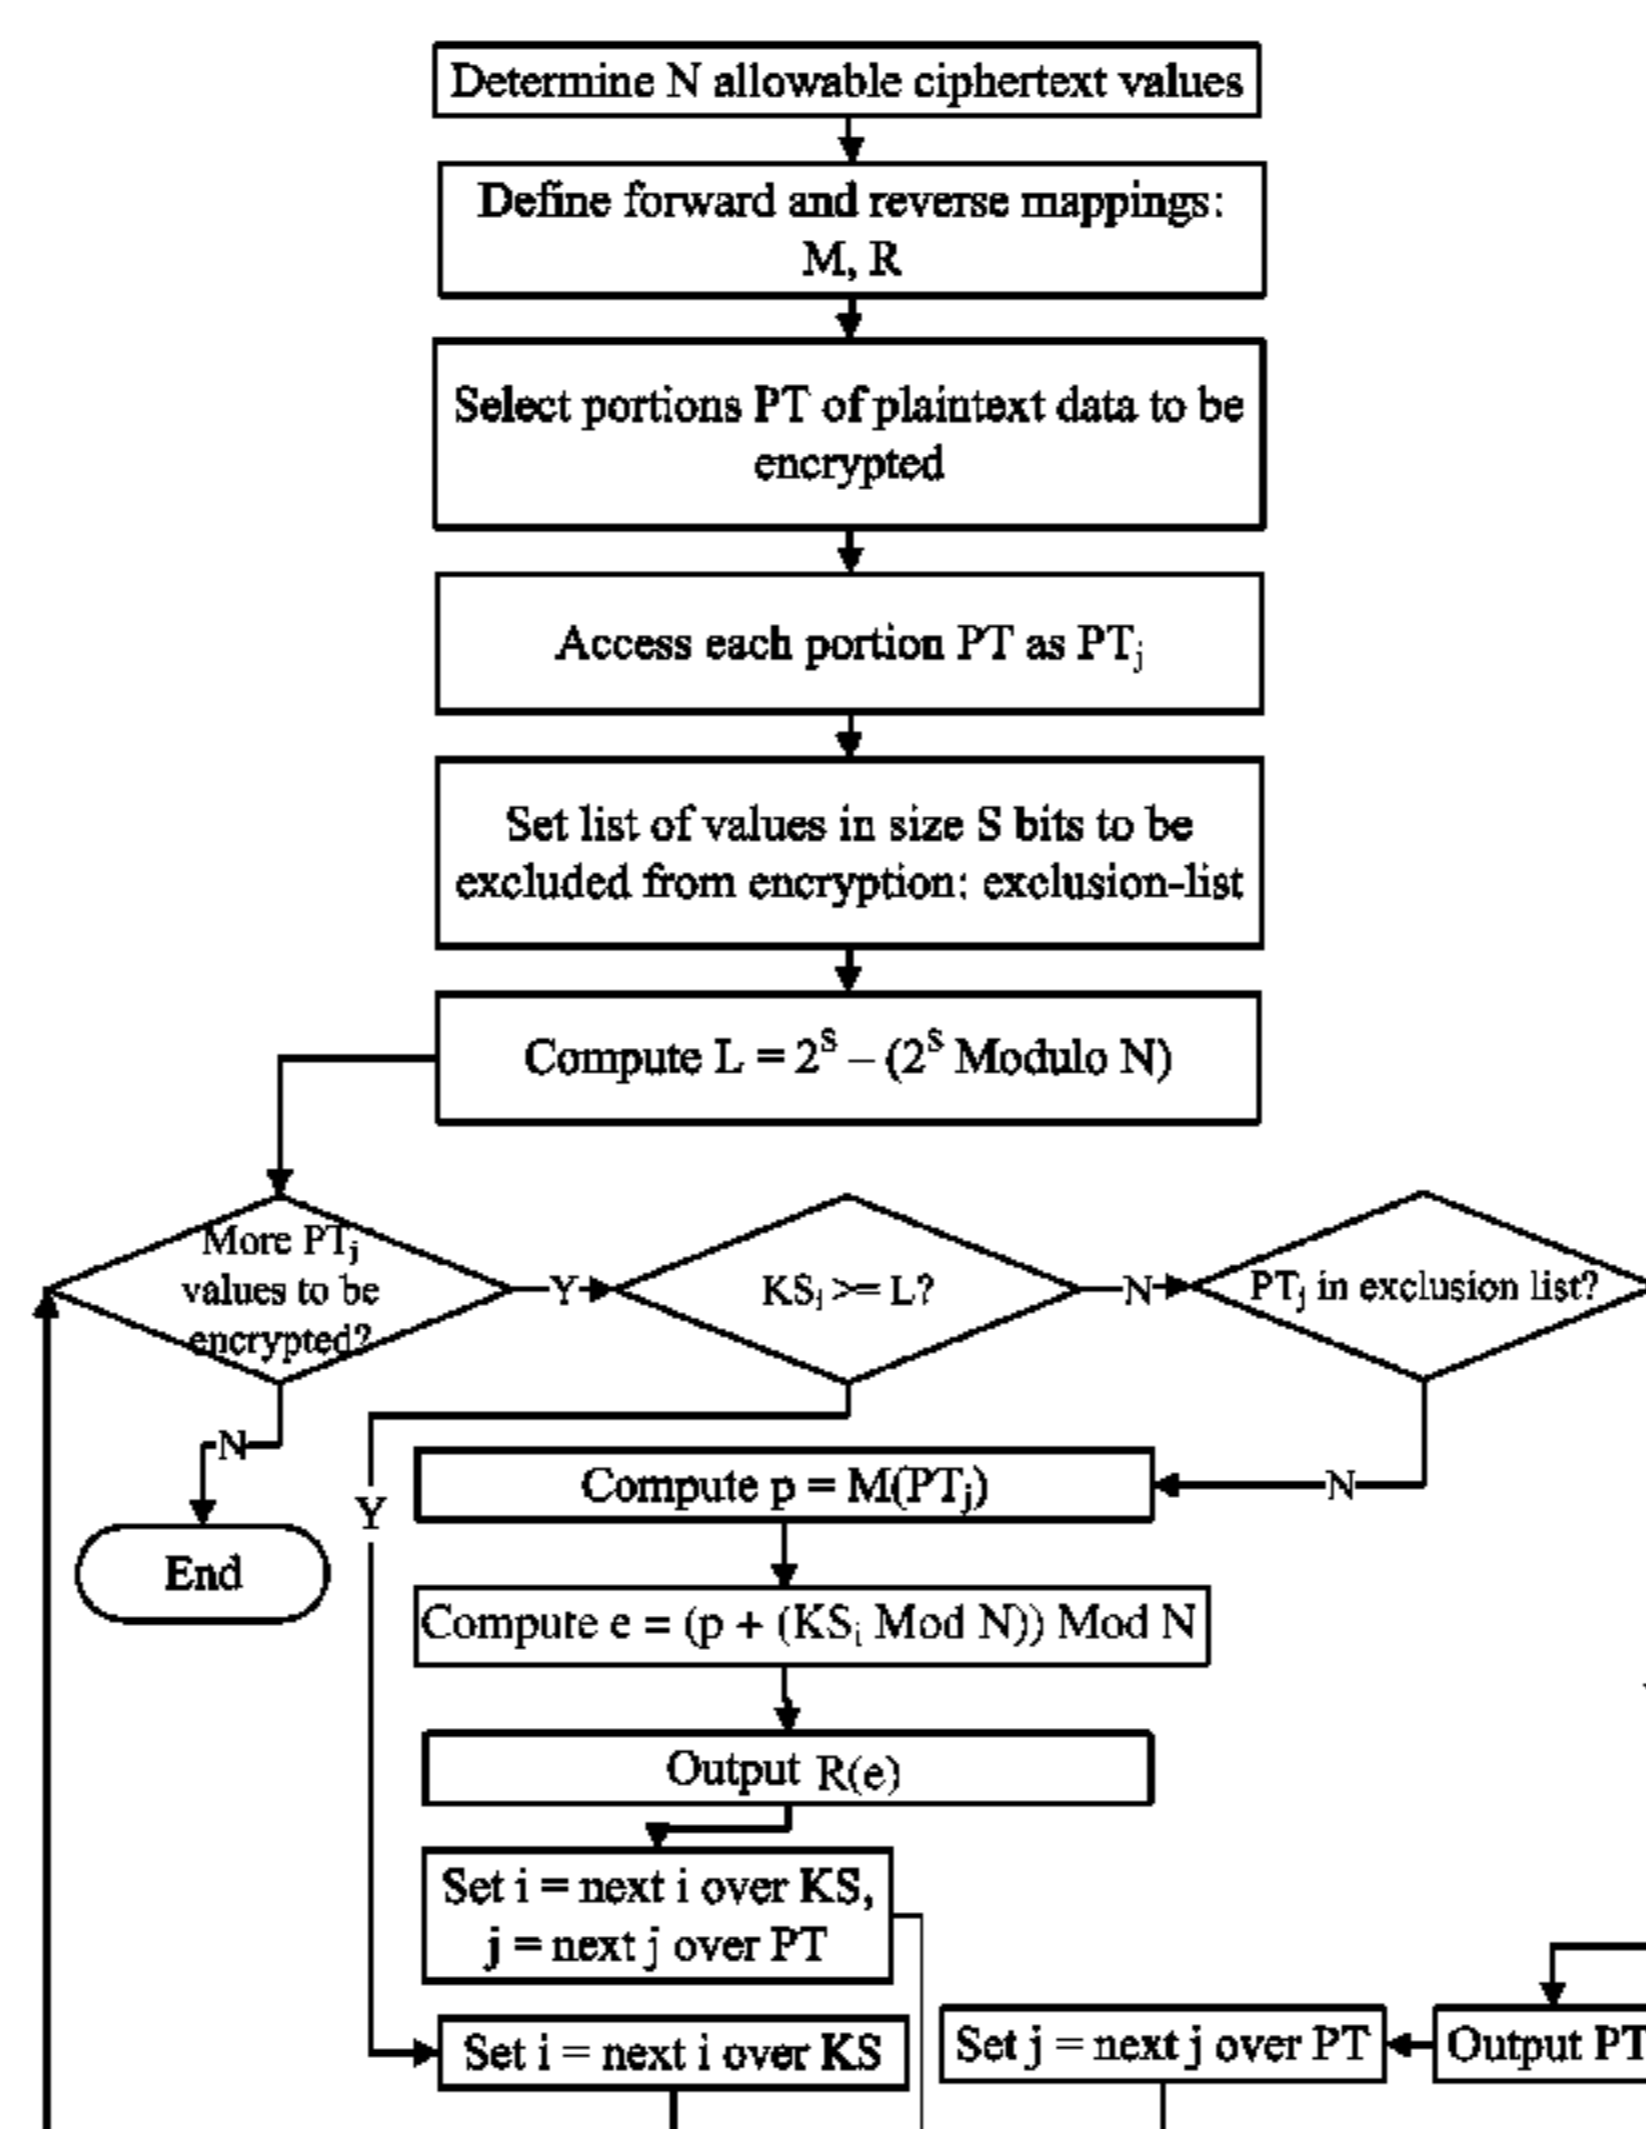 Determine N allowable ciphertext values
Define forward and reverse mappings:
M, R
Select portions PT of plaintext data to be
encrypted
Access each portion PT as PTj
Set list of values in size S bits to be
excluded from encryption: exclusion-list
Compute L = 2^S – (2^S Modulo N)
More PTj
values to be
encrypted?
Y
KSi >= L?
N
PTj in exclusion list?
N
Y
Compute p = M(PTj)
N
End
Compute e = (p + (KSi Mod N)) Mod N
Output R(e)
Set i = next i over KS,
j = next j over PT
Set i = next i over KS
Set j = next j over PT
Output PT